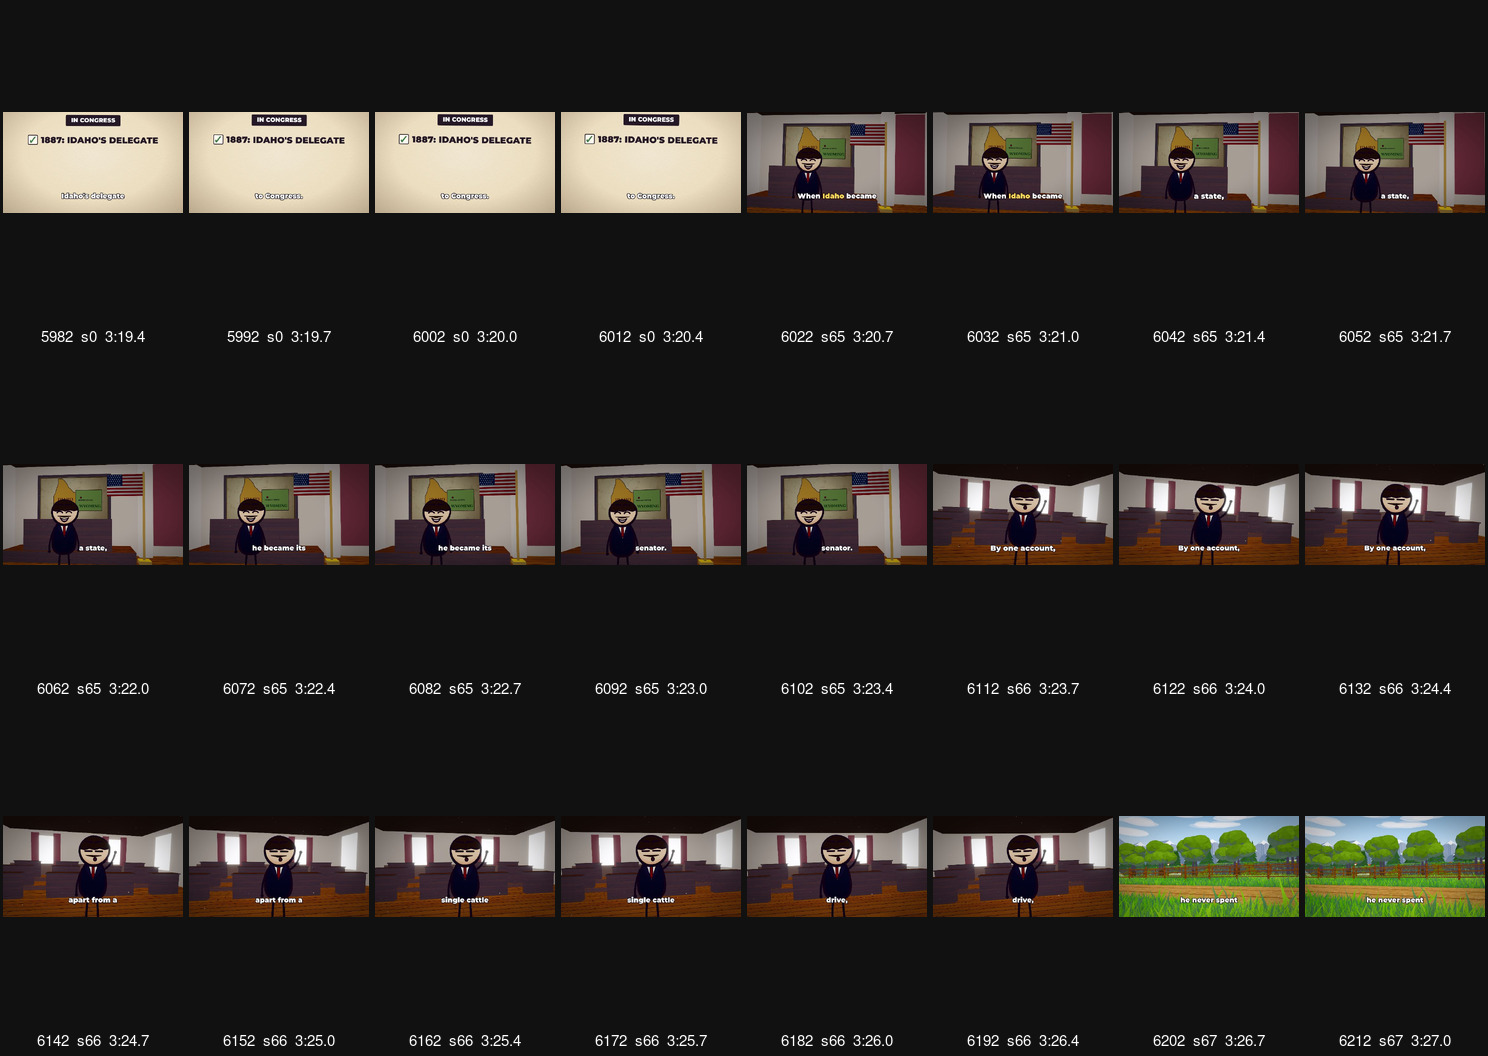 IN CONGRESS
1887: IDAHO'S DELEGATE
Idaho's delegate
IN CONGRESS
1887: IDAHO'S DELEGATE
to Congress.
IN CONGRESS
1887: IDAHO'S DELEGATE
to Congress.
IN CONGRESS
1887: IDAHO'S DELEGATE
to Congress.
WYOMING
When Idaho became
WYOMING
When Idaho became
WYOMING
a state,
WYOMING
a state,
5982 s0 3:19.4
5992 s0 3:19.7
6002 s0 3:20.0
6012 s0 3:20.4
6022 s65 3:20.7
6032 s65 3:21.0
6042 s65 3:21.4
6052 s65 3:21.7
WYOMING
a state,
WYOMING
he became its
WYOMING
he became its
WYOMING
senator.
WYOMING
senator.
By one account,
By one account,
By one account,
6062 s65 3:22.0
6072 s65 3:22.4
6082 s65 3:22.7
6092 s65 3:23.0
6102 s65 3:23.4
6112 s66 3:23.7
6122 s66 3:24.0
6132 s66 3:24.4
apart from a
apart from a
single cattle
single cattle
drive,
drive,
he never spent
he never spent
6142 s66 3:24.7
6152 s66 3:25.0
6162 s66 3:25.4
6172 s66 3:25.7
6182 s66 3:26.0
6192 s66 3:26.4
6202 s67 3:26.7
6212 s67 3:27.0